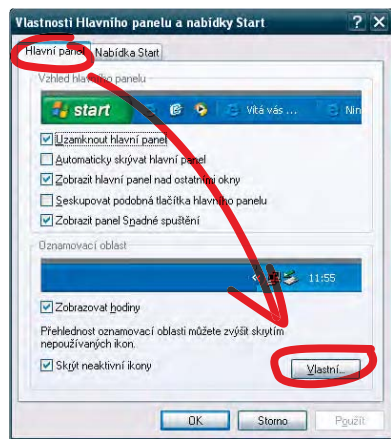 Vlastnosti Hlavního panelu a nabídky Start
Hlavní panel Nabídka Start
Vzhled hlavního panelu
start Vítá vás ... Nin
Uzamknout hlavní panel
Automaticky skrývat hlavní panel
Zobrazit hlavní panel nad ostatními okny
Seskupovat podobná tlačítka hlavního panelu
Zobrazit panel Snadné spuštění
Oznamovací oblast
« 11:55
Zobrazovat hodiny
Přehlednost oznamovací oblasti můžete zvýšit skrytím
nepoužívaných ikon.
Skrýt neaktivní ikony Vlastní...
OK Storno Použít